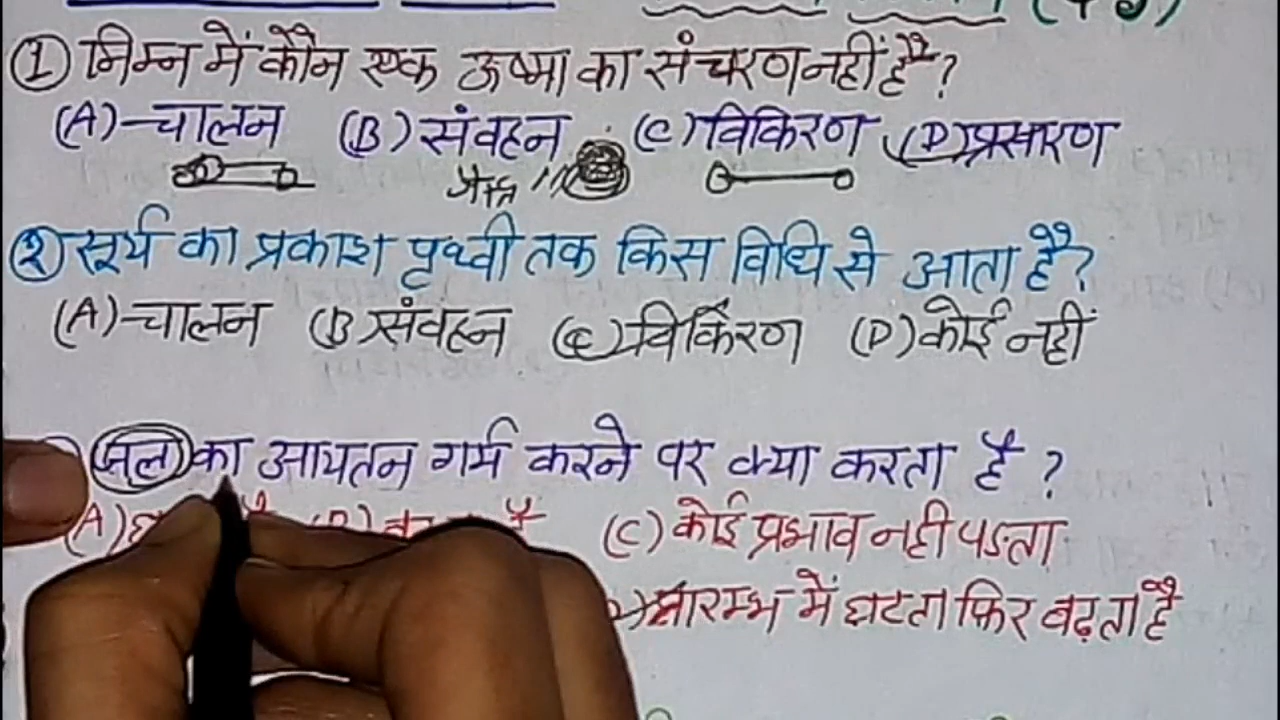 ① निम्न में कौन एक ऊष्मा का संचरण नहीं है?
(A) चालन (B) संवहन (C) विकिरण (D) प्रसारण
② सूर्य का प्रकाश पृथ्वी तक किस विधि से आता है?
(A) चालन (B) संवहन (C) विकिरण (D) कोई नहीं
जल का आयतन गर्म करने पर क्या करता है ?
(A) (C) कोई प्रभाव नही पड़ता
प्रारम्भ में घटता फिर बढ़ता है